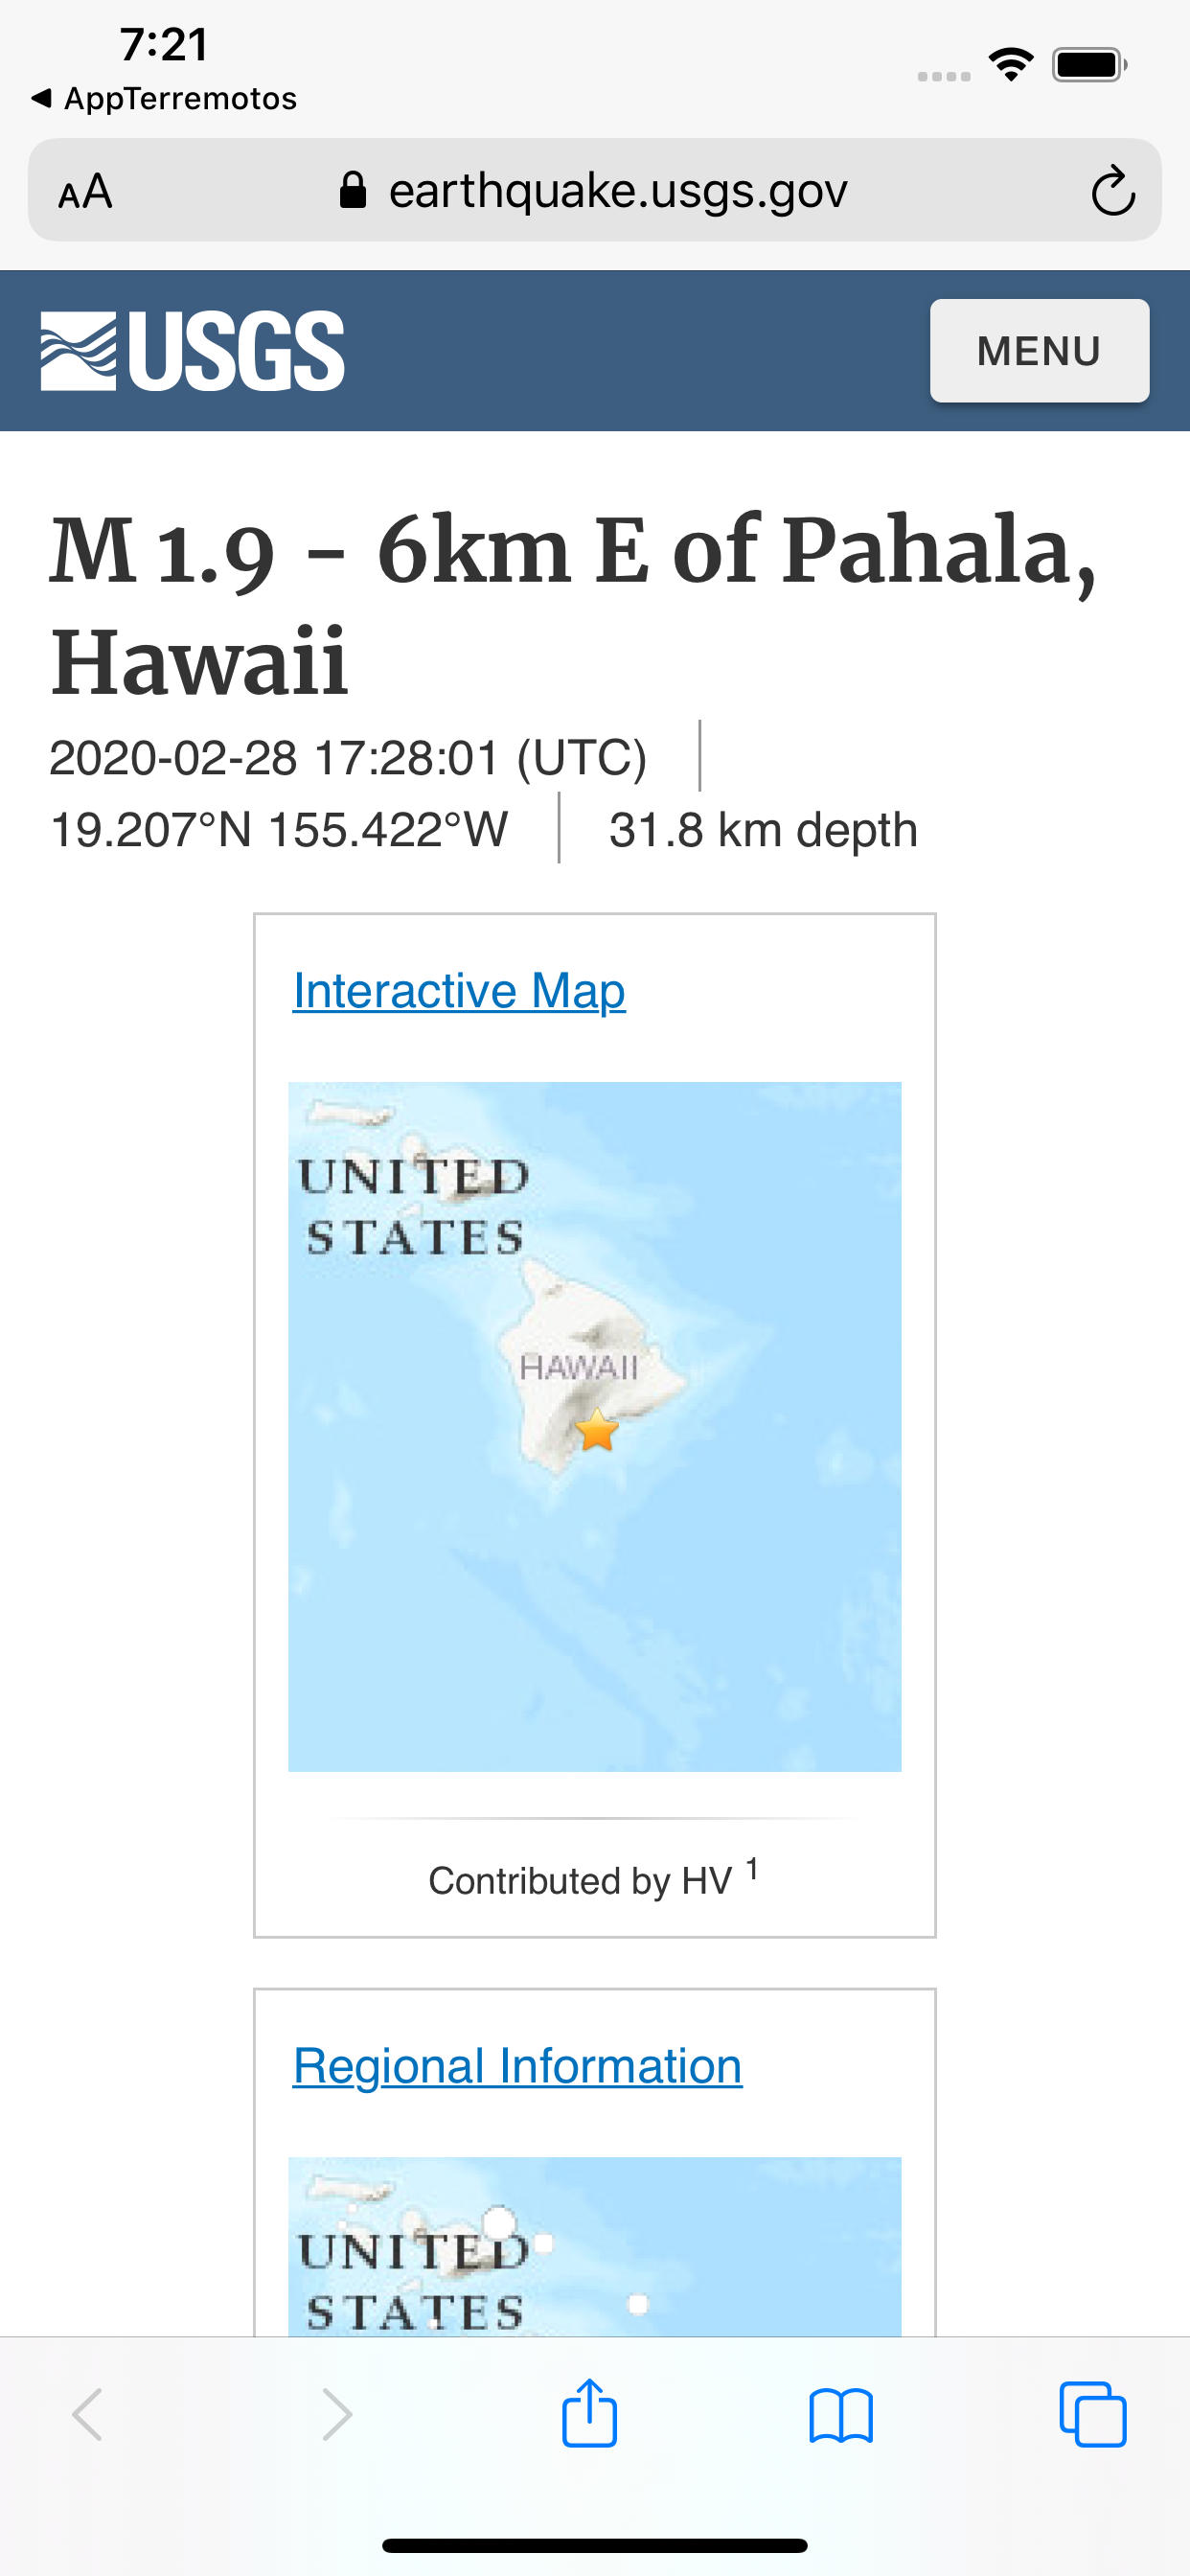 7:21
◀ AppTerremotos
AA earthquake.usgs.gov
USGS
MENU
M 1.9 - 6km E of Pahala,
Hawaii
2020-02-28 17:28:01 (UTC)
19.207°N 155.422°W 31.8 km depth
Interactive Map
UNITED
STATES
HAWAII
Contributed by HV 1
Regional Information
UNITED
STATES